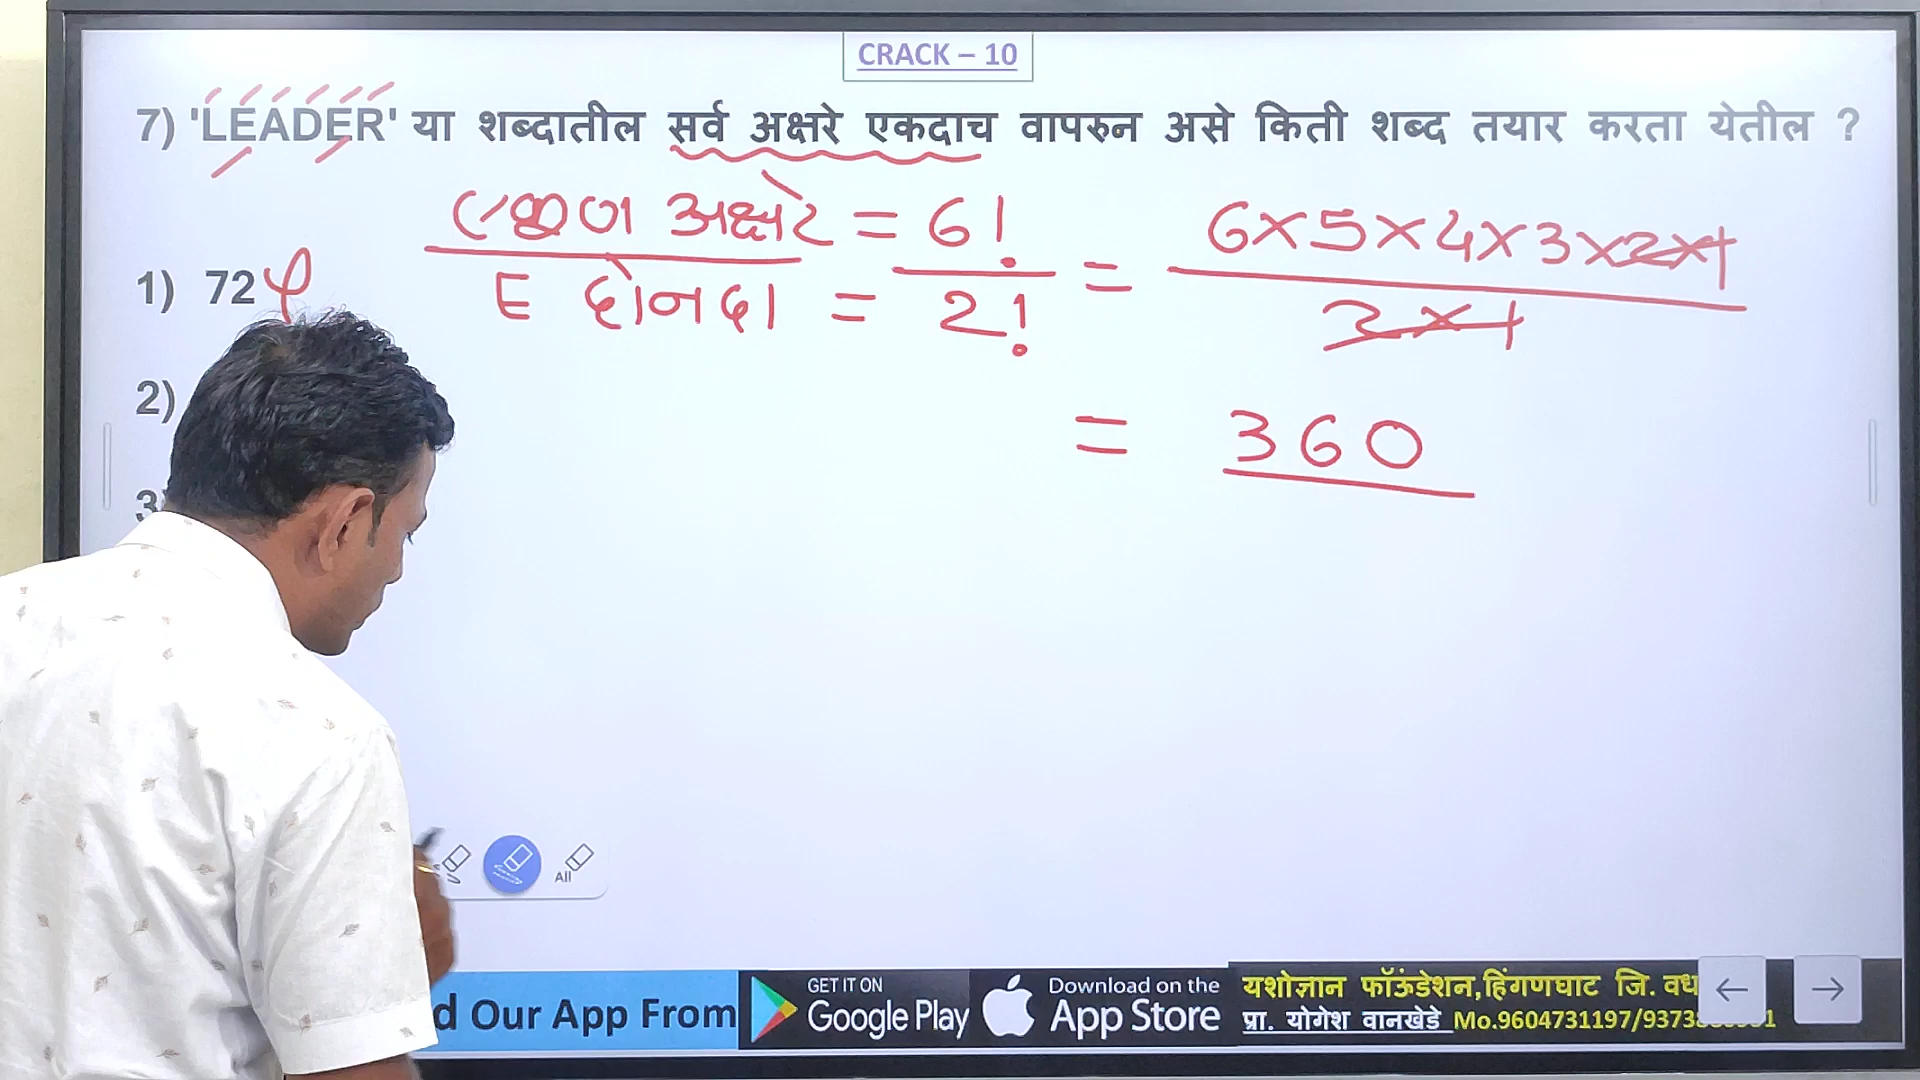 CRACK – 10
7) 'LEADER' या शब्दातील सर्व अक्षरे एकदाच वापरुन असे किती शब्द तयार करता येतील ?
एकूण अक्षरे = 6! = 6×5×4×3×2×1
E दोनदा = 2! 2×1
1) 72
2)
= 360
3)
All
d Our App From
GET IT ON
Google Play
Download on the
App Store
यशोज्ञान फॉऊंडेशन,हिंगणघाट जि. वध
प्रा. योगेश वानखेडे Mo.9604731197/9373